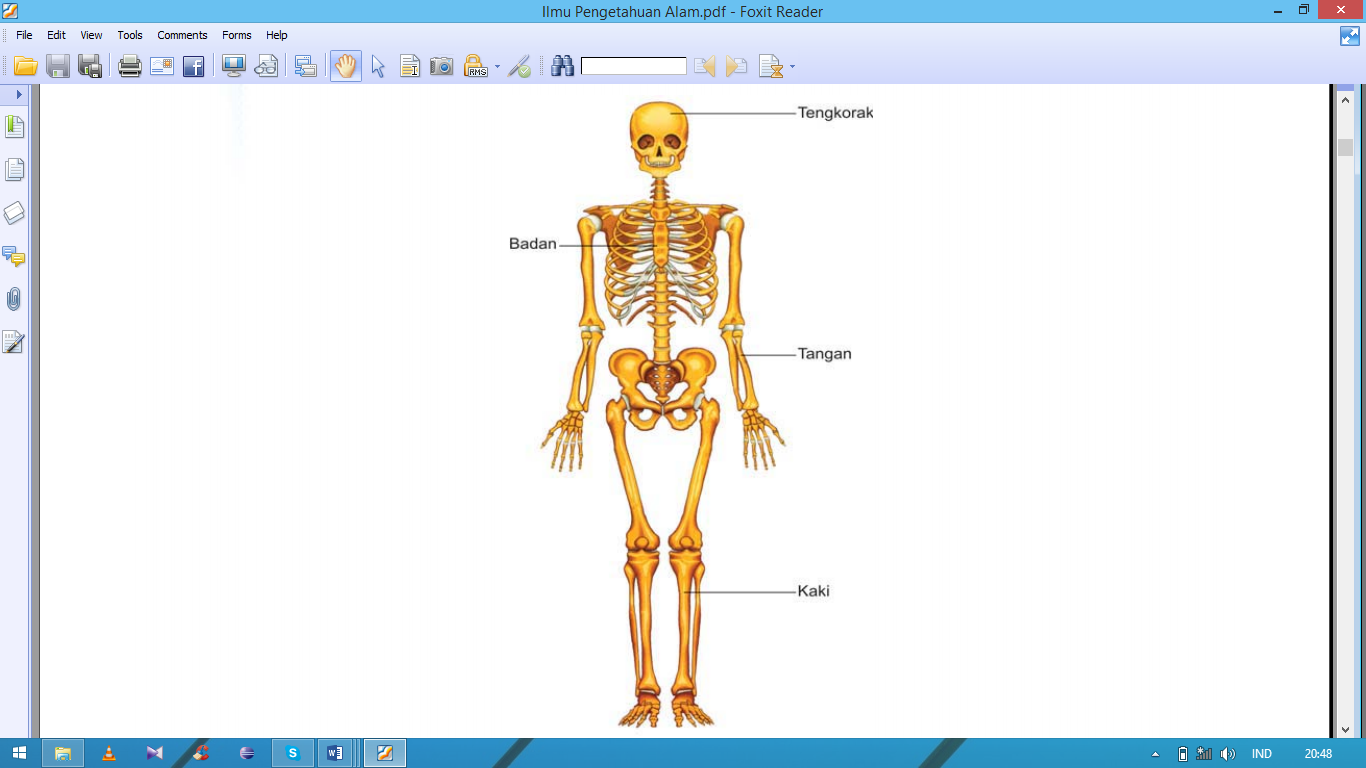 Ilmu Pengetahuan Alam.pdf - Foxit Reader
File Edit View Tools Comments Forms Help
RMS
Tengkorak
Badan
Tangan
Kaki
IND 20:48